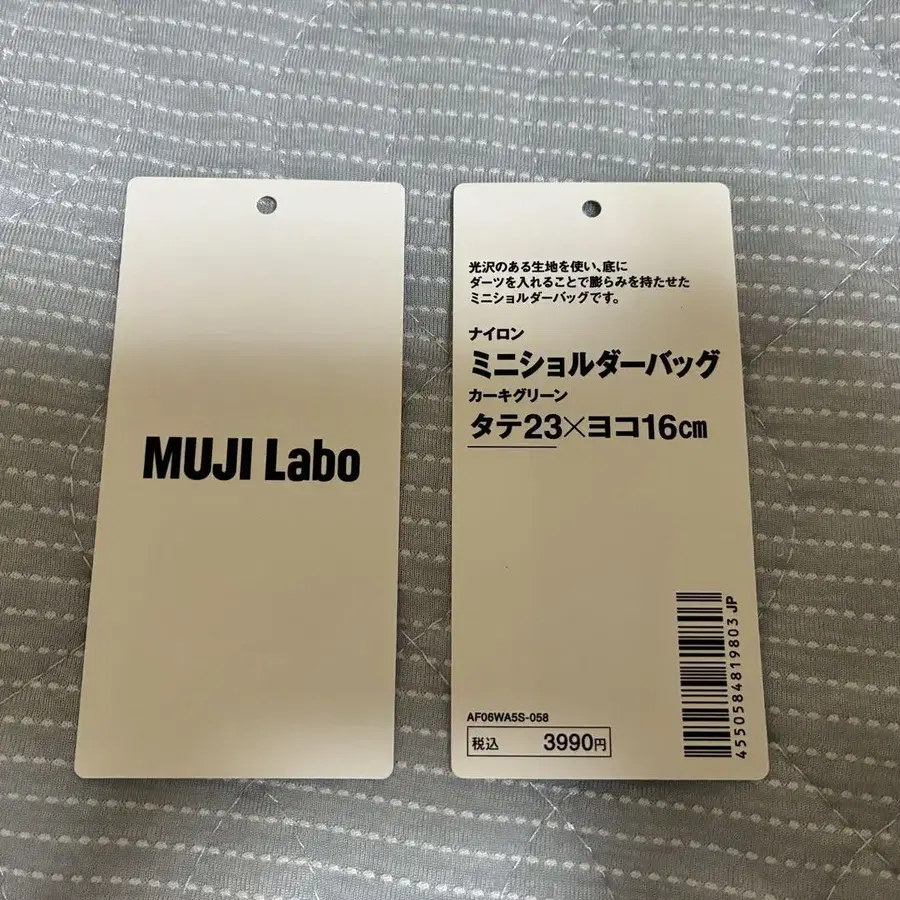 MUJI Labo
光沢のある生地を使い、底に
ダーツを入れることで膨らみを持たせた
ミニショルダーバッグです。
ナイロン
ミニショルダーバッグ
カーキグリーン
タテ23×ヨコ16cm
4550584819803 JP
AF06WA5S-058
税込 3990円